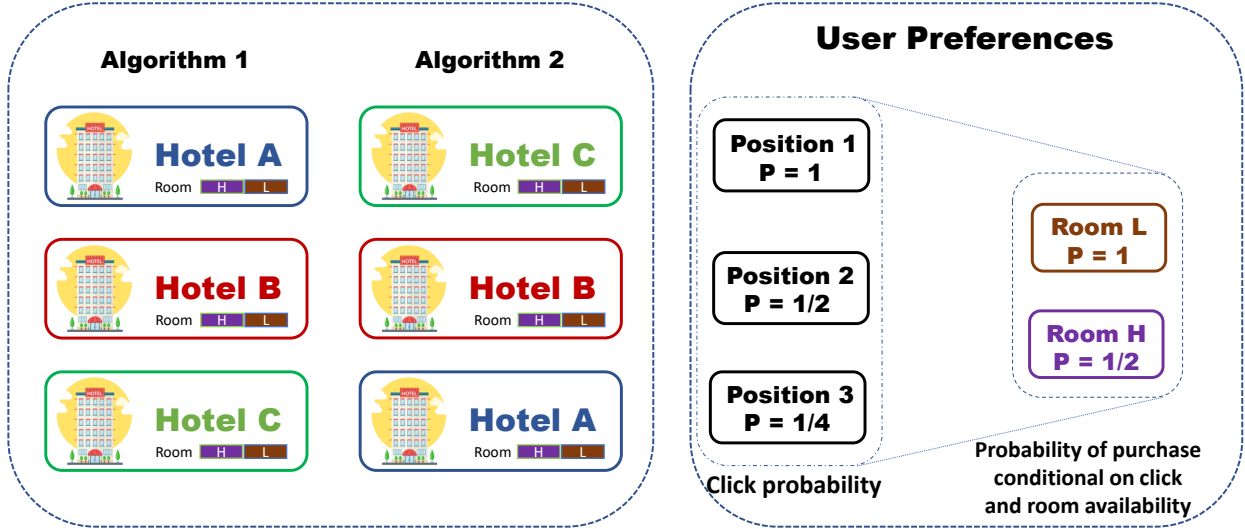 Algorithm 1
Algorithm 2
HOTEL
Hotel A
Room H L
HOTEL
Hotel C
Room H L
HOTEL
Hotel B
Room H L
HOTEL
Hotel B
Room H L
HOTEL
Hotel C
Room H L
HOTEL
Hotel A
Room H L
User Preferences
Position 1
P = 1
Position 2
P = 1/2
Position 3
P = 1/4
Click probability
Room L
P = 1
Room H
P = 1/2
Probability of purchase
conditional on click
and room availability